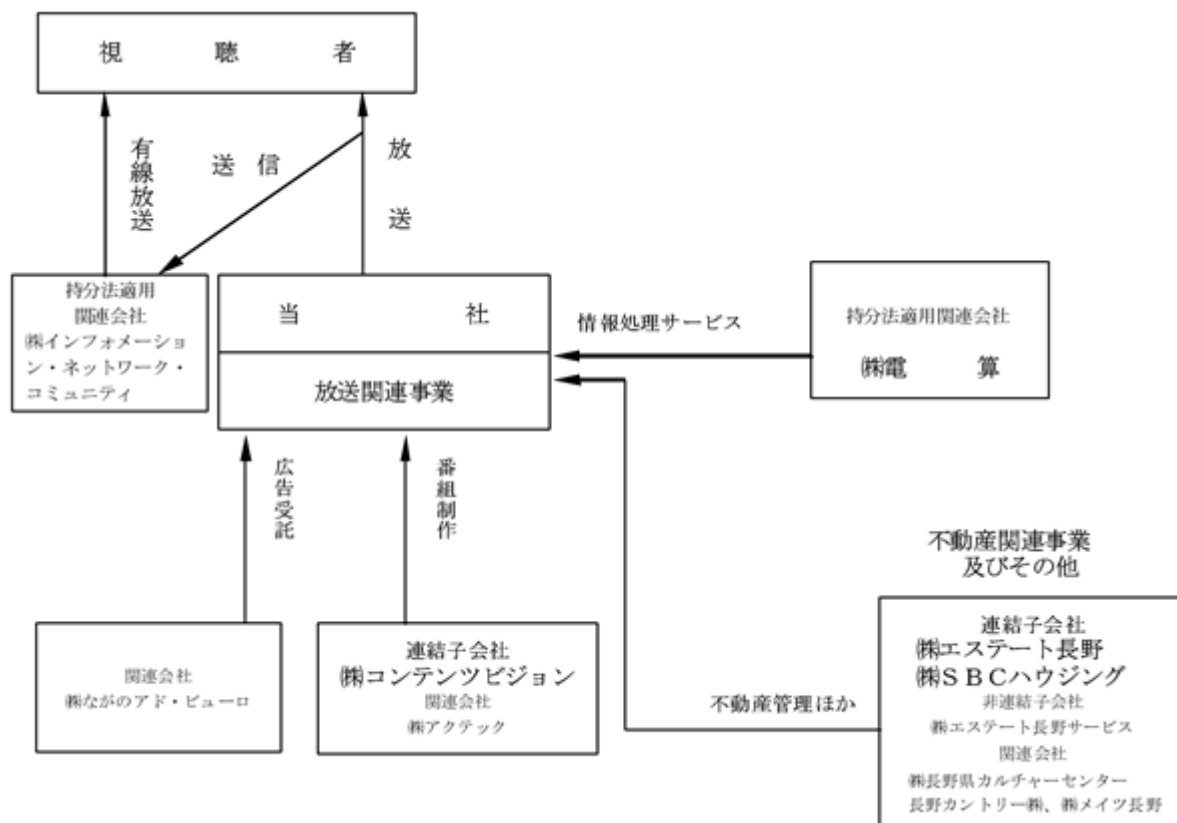 視聴者
有線放送
送信
放送
持分法適用
関連会社
㈱インフォメーショ
ン・ネットワーク・
コミュニティ
当社
放送関連事業
情報処理サービス
持分法適用関連会社
㈱電算
広告受託
番組制作
不動産関連事業
及びその他
関連会社
㈱ながのアド・ビューロ
連結子会社
㈱コンテンツビジョン
関連会社
㈱アクテック
不動産管理ほか
連結子会社
㈱エステート長野
㈱ＳＢＣハウジング
非連結子会社
㈱エステート長野サービス
関連会社
㈱長野県カルチャーセンター
長野カントリー㈱、㈱メイツ長野